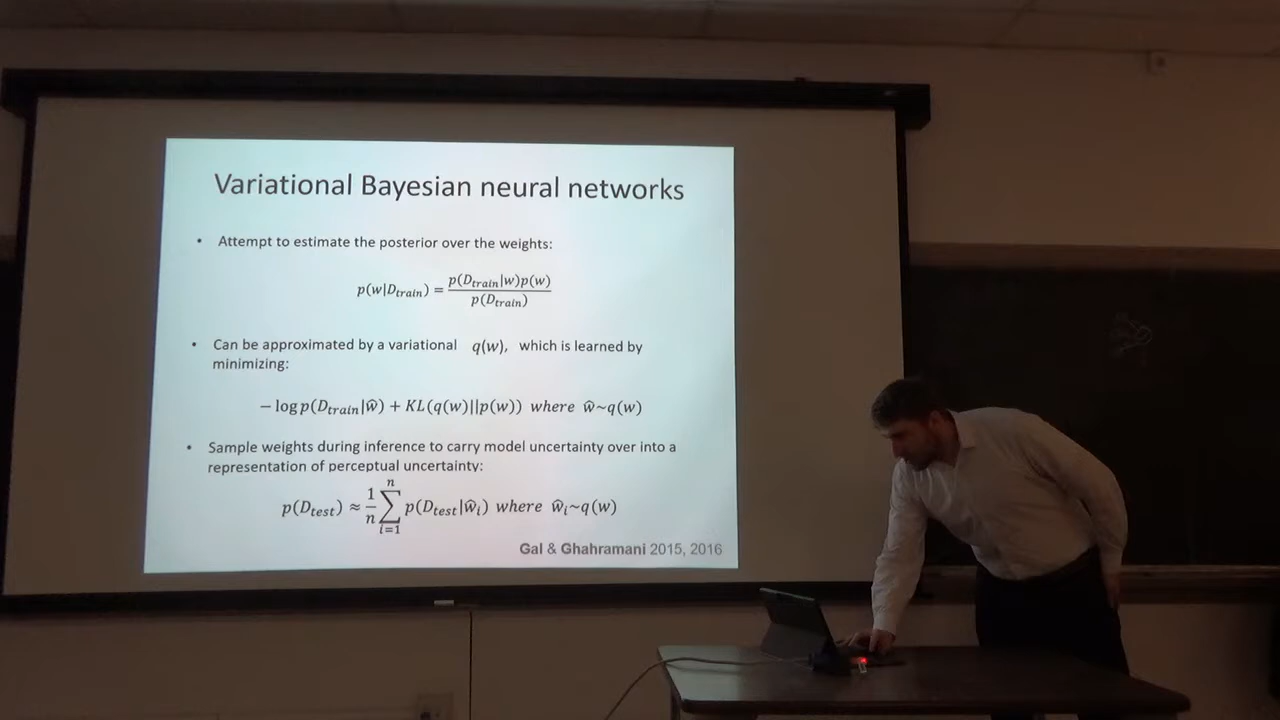 Variational Bayesian neural networks
• Attempt to estimate the posterior over the weights:
p(w|D_train) = p(D_train|w)p(w) / p(D_train)
• Can be approximated by a variational q(w), which is learned by
minimizing:
− log p(D_train|ŵ) + KL(q(w)||p(w)) where ŵ~q(w)
• Sample weights during inference to carry model uncertainty over into a
representation of perceptual uncertainty:
p(D_test) ≈ 1/n ∑_{i=1}^{n} p(D_test|ŵ_i) where ŵ_i~q(w)
Gal & Ghahramani 2015, 2016